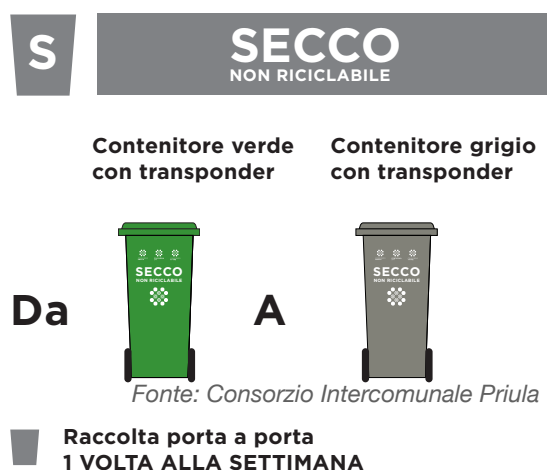 S
SECCO
NON RICICLABILE
Contenitore verde
con transponder
Contenitore grigio
con transponder
Da
SECCO
NON RICICLABILE
A
SECCO
NON RICICLABILE
Fonte: Consorzio Intercomunale Priula
Raccolta porta a porta
1 VOLTA ALLA SETTIMANA